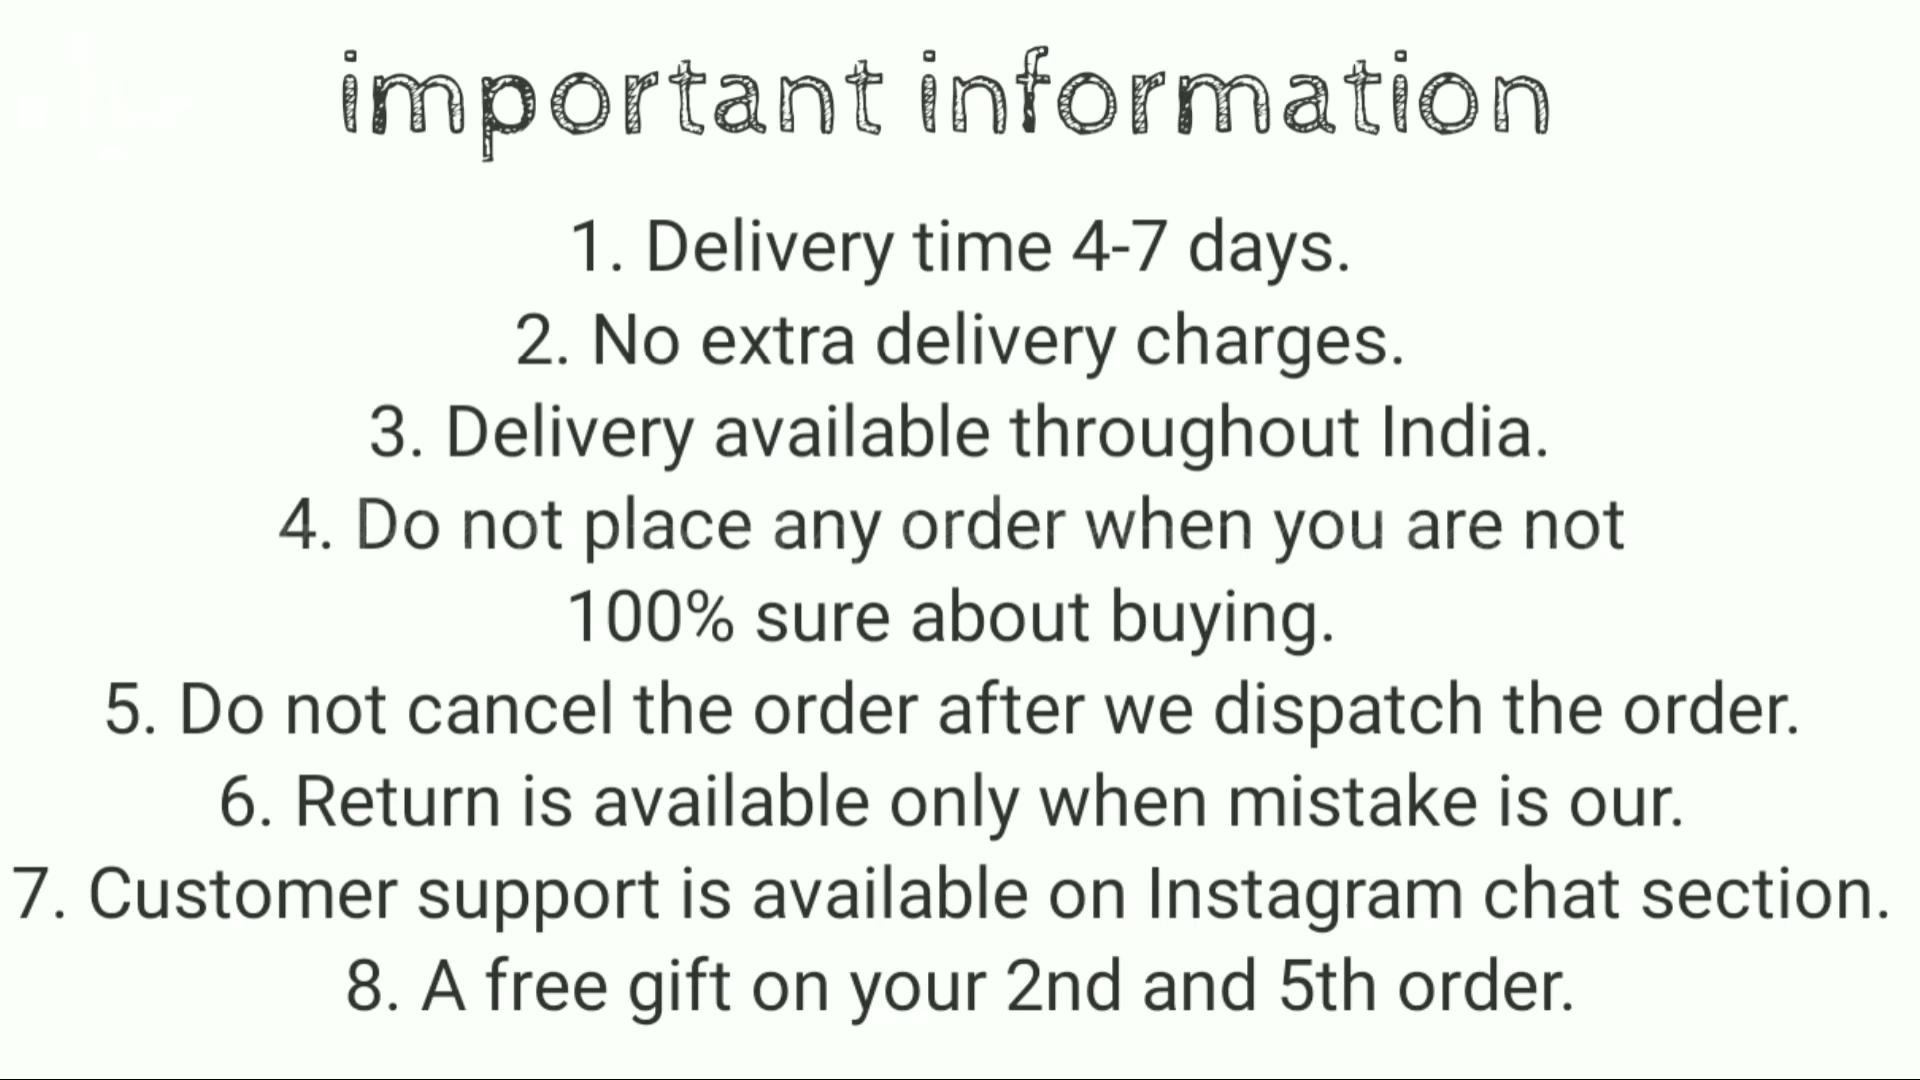 important information
1. Delivery time 4-7 days.
2. No extra delivery charges.
3. Delivery available throughout India.
4. Do not place any order when you are not
100% sure about buying.
5. Do not cancel the order after we dispatch the order.
6. Return is available only when mistake is our.
7. Customer support is available on Instagram chat section.
8. A free gift on your 2nd and 5th order.